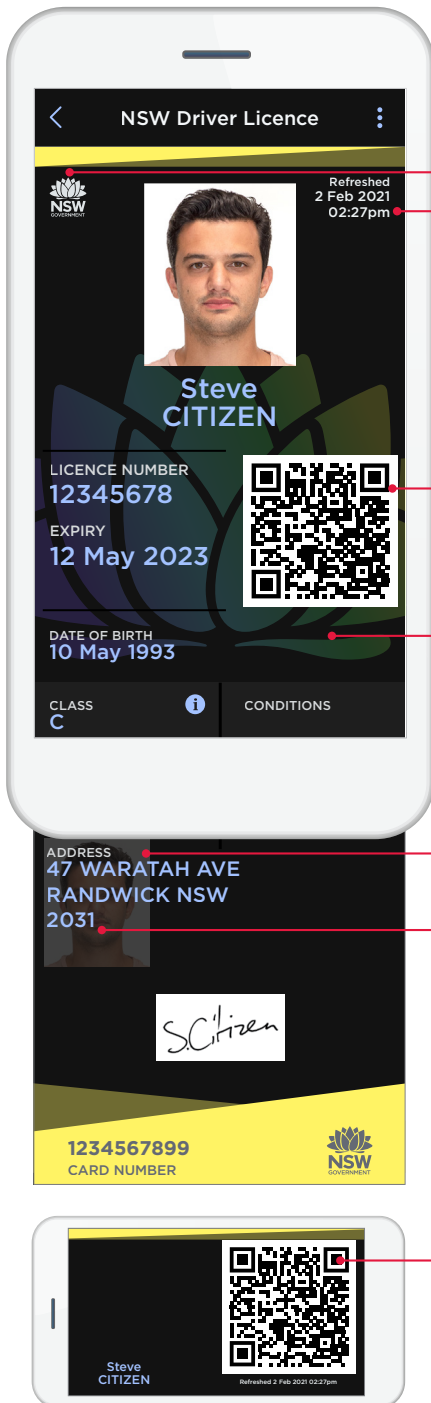 NSW Driver Licence
NSW
GOVERNMENT
Refreshed
2 Feb 2021
02:27pm
Steve
CITIZEN
LICENCE NUMBER
12345678
EXPIRY
12 May 2023
DATE OF BIRTH
10 May 1993
CLASS
C
i
CONDITIONS
ADDRESS
47 WARATAH AVE
RANDWICK NSW
2031
S.Citizen
1234567899
CARD NUMBER
NSW
GOVERNMENT
Steve
CITIZEN
Refreshed 2 Feb 2021 02:27pm